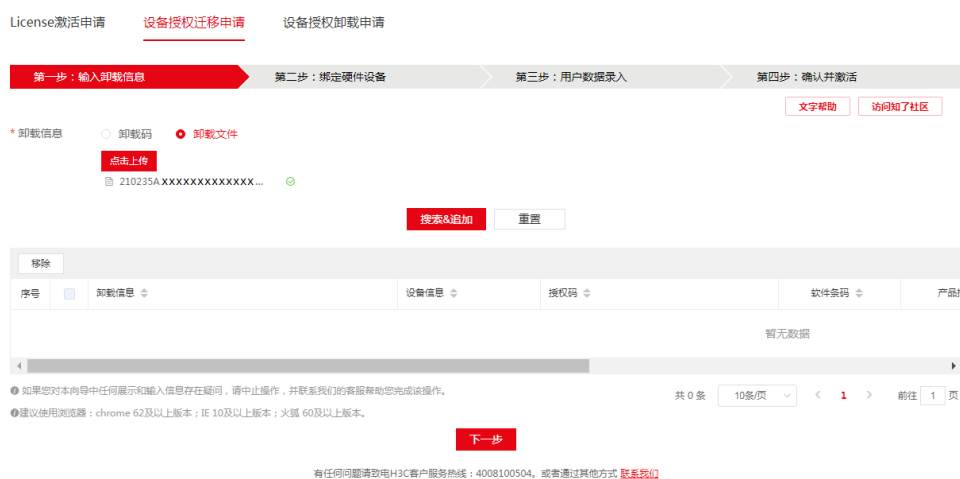 License激活申请 设备授权迁移申请 设备授权卸载申请
第一步：输入卸载信息 第二步：绑定硬件设备 第三步：用户数据录入 第四步：确认并激活
文字帮助 访问知了社区
* 卸载信息 卸载码 卸载文件
点击上传
210235AXXXXXXXXXXXXX...
搜索&追加 重置
移除
序号 卸载信息 设备信息 授权码 软件条码 产品
暂无数据
如果您对本向导中任何展示和输入信息存在疑问，请中止操作，并联系我们的客服帮助您完成该操作。
共 0 条 10条/页 1 前往 1 页
建议使用浏览器：chrome 62及以上版本；IE 10及以上版本；火狐 60及以上版本。
下一步
有任何问题请致电H3C客户服务热线：4008100504。或者通过其他方式 联系我们